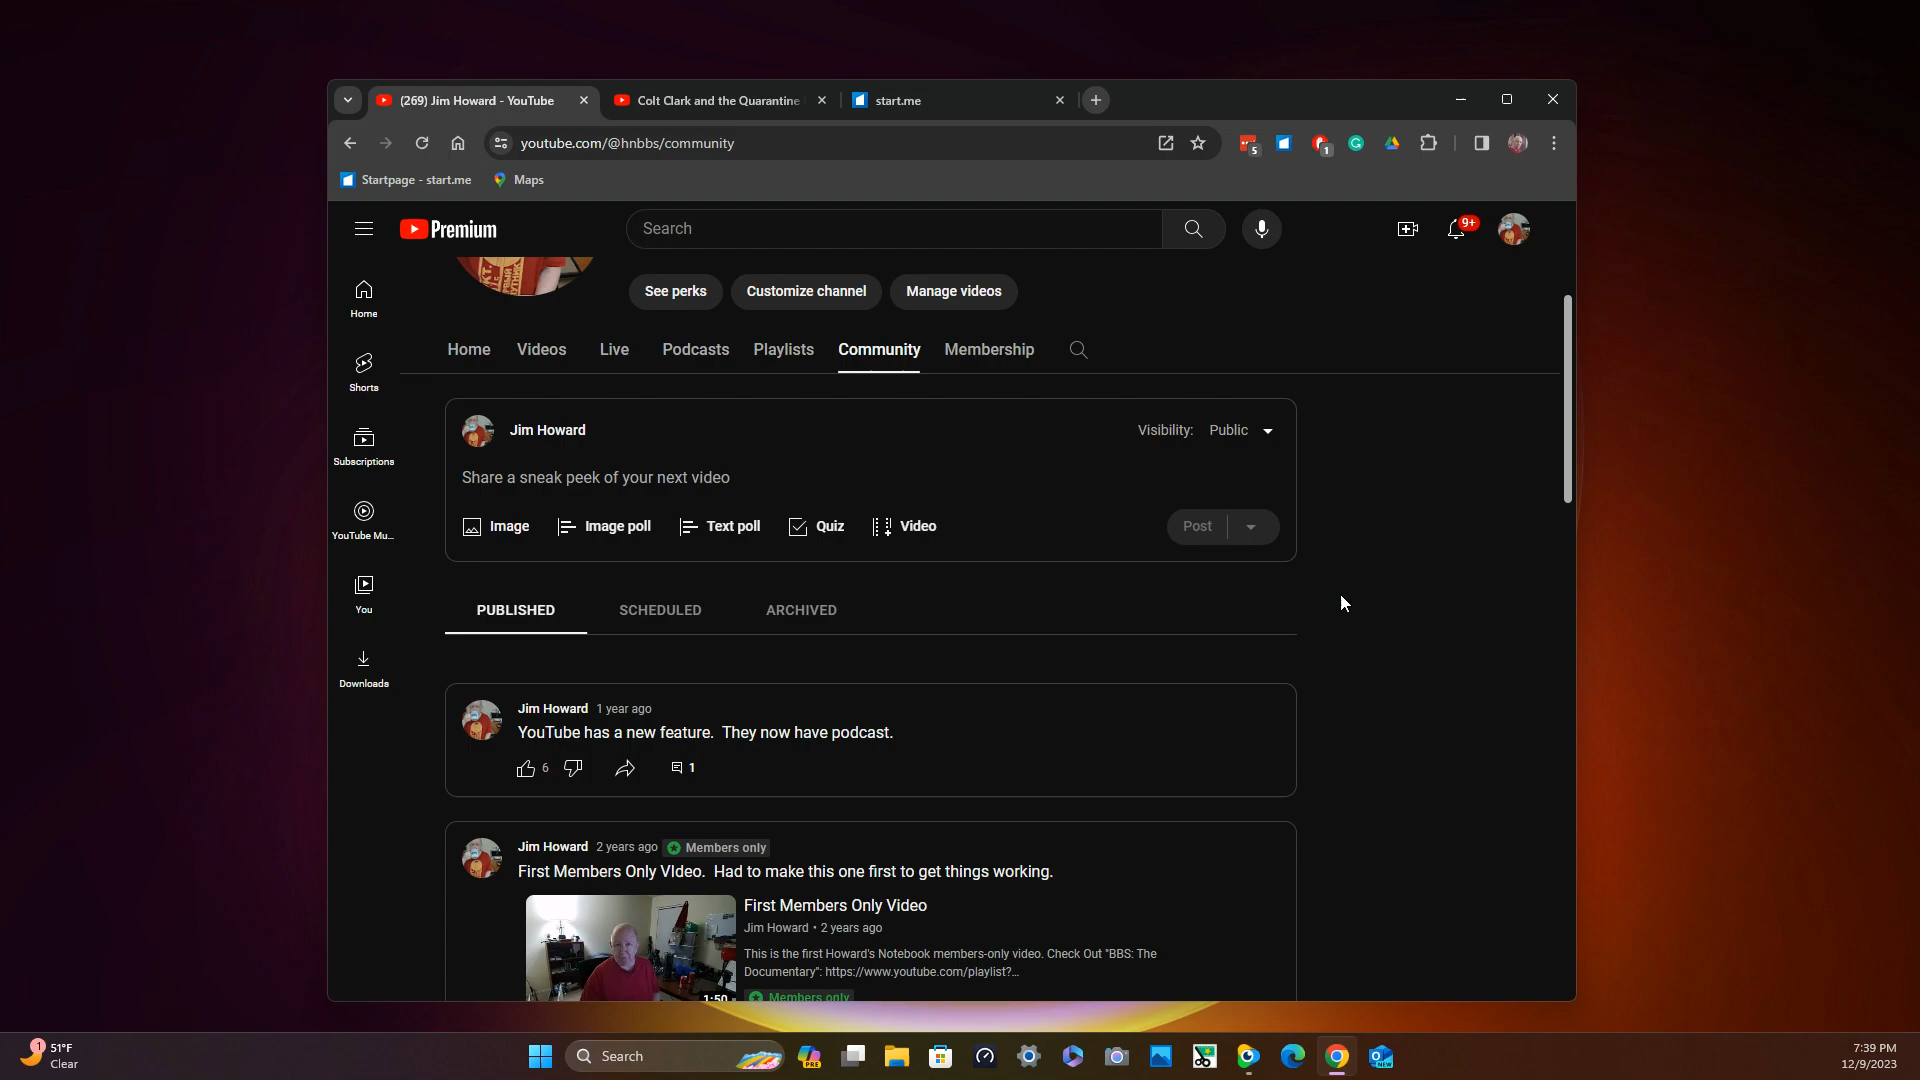 (269) Jim Howard - YouTube
Colt Clark and the Quarantine
start.me
youtube.com/@hnbbs/community
5
1
Startpage - start.me
Maps
Premium
Search
9+
Home
Shorts
Subscriptions
YouTube Mu...
You
Downloads
See perks
Customize channel
Manage videos
Home
Videos
Live
Podcasts
Playlists
Community
Membership
Jim Howard
Visibility: Public
Share a sneak peek of your next video
Image
Image poll
Text poll
Quiz
Video
Post
PUBLISHED
SCHEDULED
ARCHIVED
Jim Howard 1 year ago
YouTube has a new feature. They now have podcast.
6
1
Jim Howard 2 years ago Members only
First Members Only VIdeo. Had to make this one first to get things working.
1:50
First Members Only Video
Jim Howard • 2 years ago
This is the first Howard's Notebook members-only video. Check Out "BBS: The
Documentary": https://www.youtube.com/playlist?...
Members only
1
51°F
Clear
Search
PRE
NEW
7:39 PM
12/9/2023